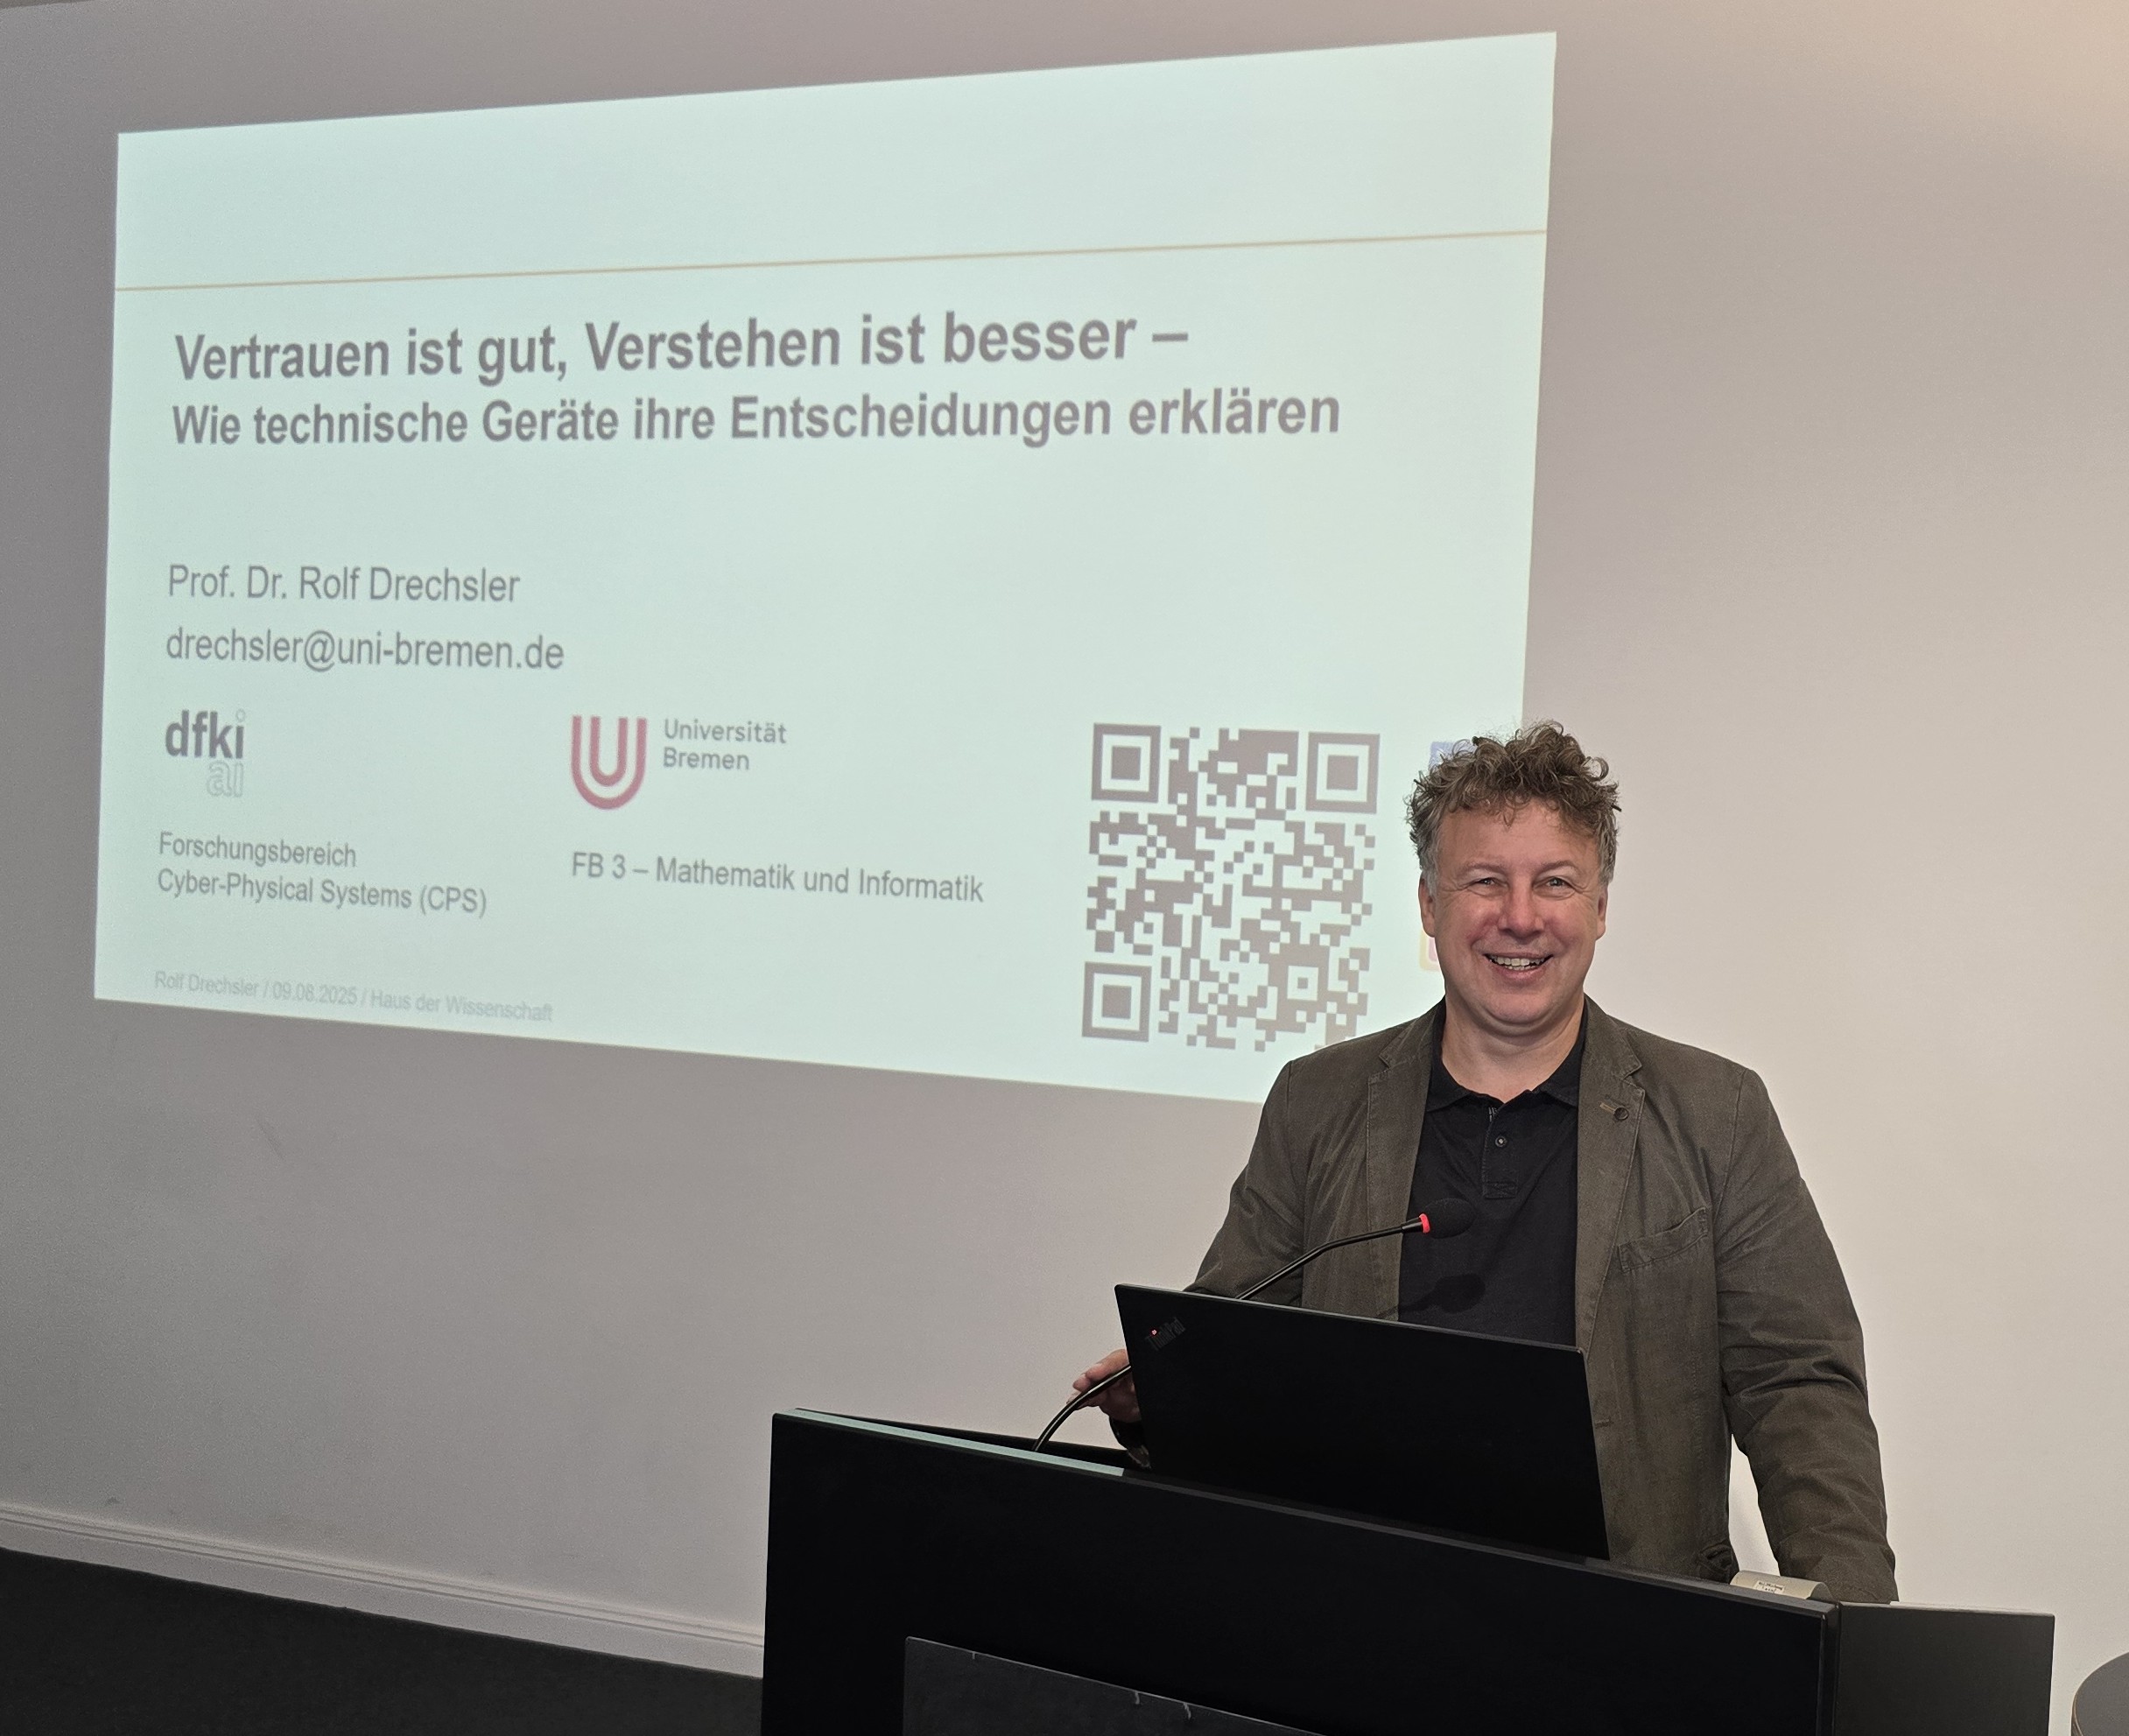 Vertrauen ist gut, Verstehen ist besser –
Wie technische Geräte ihre Entscheidungen erklären
Prof. Dr. Rolf Drechsler
drechsler@uni-bremen.de
dfki
ai
Universität
Bremen
Forschungsbereich
Cyber-Physical Systems (CPS)
FB 3 – Mathematik und Informatik
Rolf Drechsler / 09.08.2025 / Haus der Wissenschaft
ThinkPad